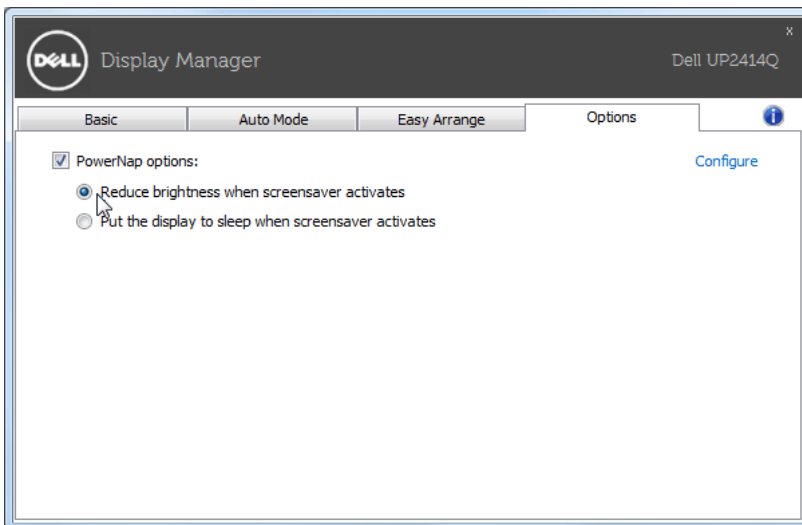 x
DELL Display Manager Dell UP2414Q
Basic Auto Mode Easy Arrange Options i
PowerNap options: Configure
Reduce brightness when screensaver activates
Put the display to sleep when screensaver activates